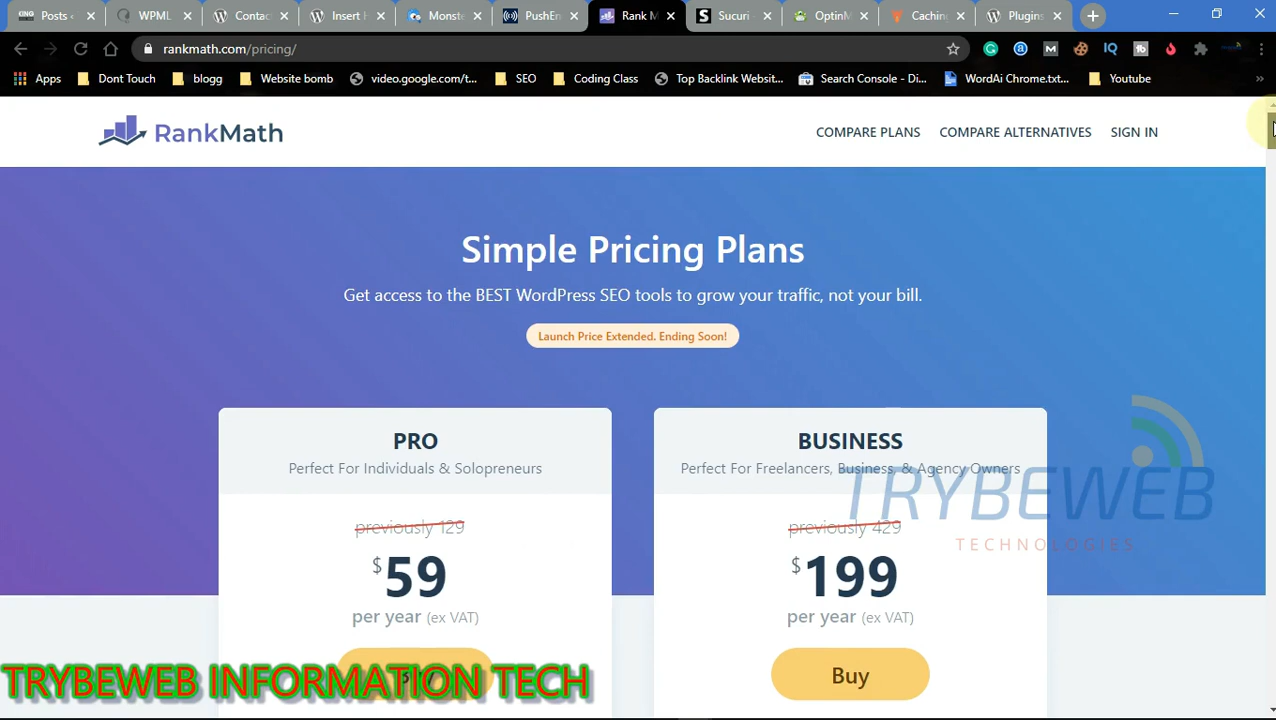 Posts
WPML
Contac
Insert H
Monste
PushEn
Rank M
Sucuri
OptinM
Caching
Plugins
rankmath.com/pricing/
Apps
Dont Touch
blogg
Website bomb
video.google.com/t...
SEO
Coding Class
Top Backlink Websit...
Search Console - Di...
WordAi Chrome.txt...
Youtube
RankMath
COMPARE PLANS
COMPARE ALTERNATIVES
SIGN IN
Simple Pricing Plans
Get access to the BEST WordPress SEO tools to grow your traffic, not your bill.
Launch Price Extended. Ending Soon!
PRO
Perfect For Individuals & Solopreneurs
previously 129
$59
per year (ex VAT)
BUSINESS
Perfect For Freelancers, Business, & Agency Owners
previously 429
$199
per year (ex VAT)
Buy
TRYBEWEB
TECHNOLOGIES
TRYBEWEB INFORMATION TECH